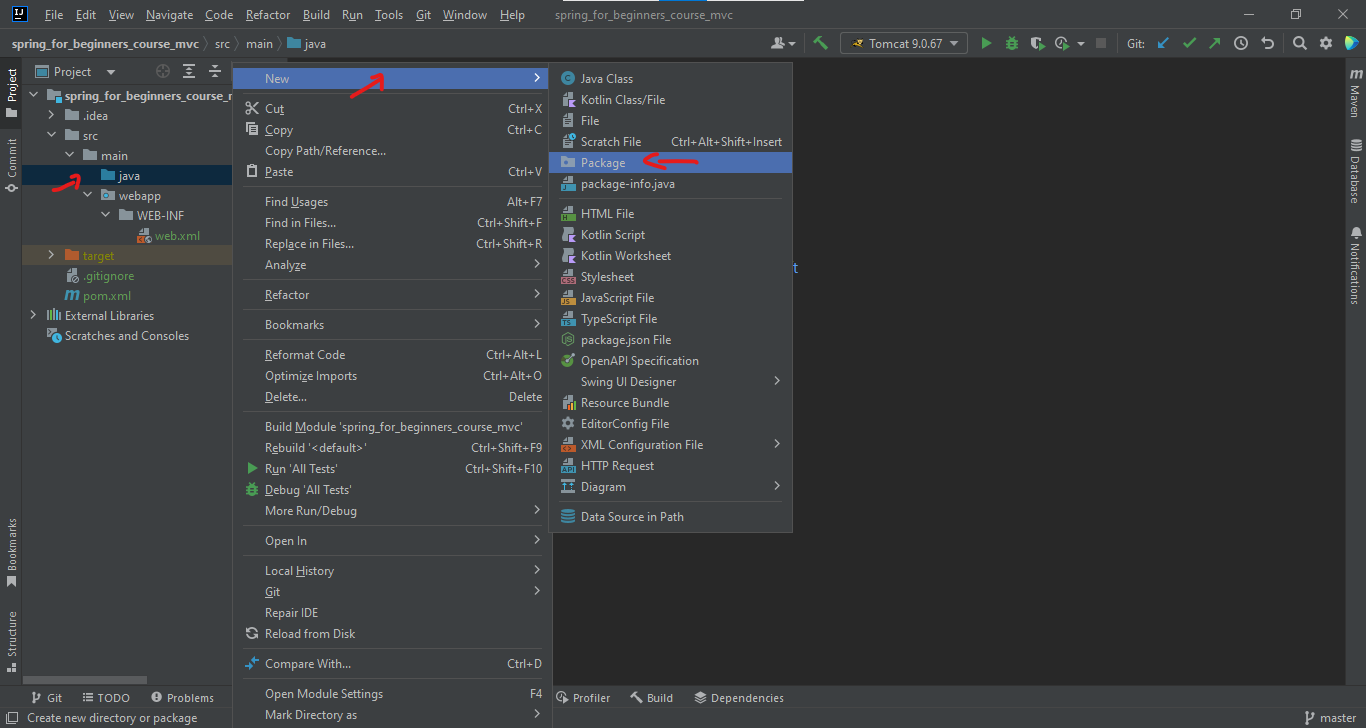 IJ File Edit View Navigate Code Refactor Build Run Tools Git Window Help spring_for_beginners_course_mvc
spring_for_beginners_course_mvc src main java Tomcat 9.0.67 Git:
Project
spring_for_beginners_course_
.idea
src
main
java
webapp
WEB-INF
web.xml
target
.gitignore
pom.xml
External Libraries
Scratches and Consoles
New
Cut Ctrl+X
Copy Ctrl+C
Copy Path/Reference...
Paste Ctrl+V
Find Usages Alt+F7
Find in Files... Ctrl+Shift+F
Replace in Files... Ctrl+Shift+R
Analyze
Refactor
Bookmarks
Reformat Code Ctrl+Alt+L
Optimize Imports Ctrl+Alt+O
Delete... Delete
Build Module 'spring_for_beginners_course_mvc'
Rebuild '<default>' Ctrl+Shift+F9
Run 'All Tests' Ctrl+Shift+F10
Debug 'All Tests'
More Run/Debug
Open In
Local History
Git
Repair IDE
Reload from Disk
Compare With... Ctrl+D
Open Module Settings F4
Mark Directory as
Java Class
Kotlin Class/File
File
Scratch File Ctrl+Alt+Shift+Insert
Package
package-info.java
HTML File
Kotlin Script
Kotlin Worksheet
Stylesheet
JavaScript File
TypeScript File
package.json File
OpenAPI Specification
Swing UI Designer
Resource Bundle
EditorConfig File
XML Configuration File
HTTP Request
Diagram
Data Source in Path
t
Project
Commit
Bookmarks
Structure
m Maven
Database
Notifications
Git TODO Problems Profiler Build Dependencies
Create new directory or package master